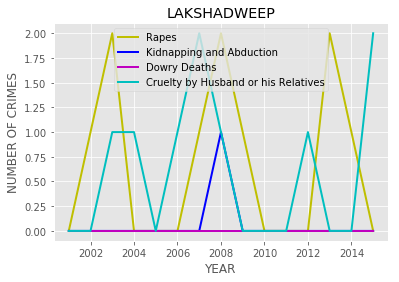 LAKSHADWEEP
Rapes
Kidnapping and Abduction
Dowry Deaths
Cruelty by Husband or his Relatives
NUMBER OF CRIMES
2.00
1.75
1.50
1.25
1.00
0.75
0.50
0.25
0.00
2002 2004 2006 2008 2010 2012 2014
YEAR